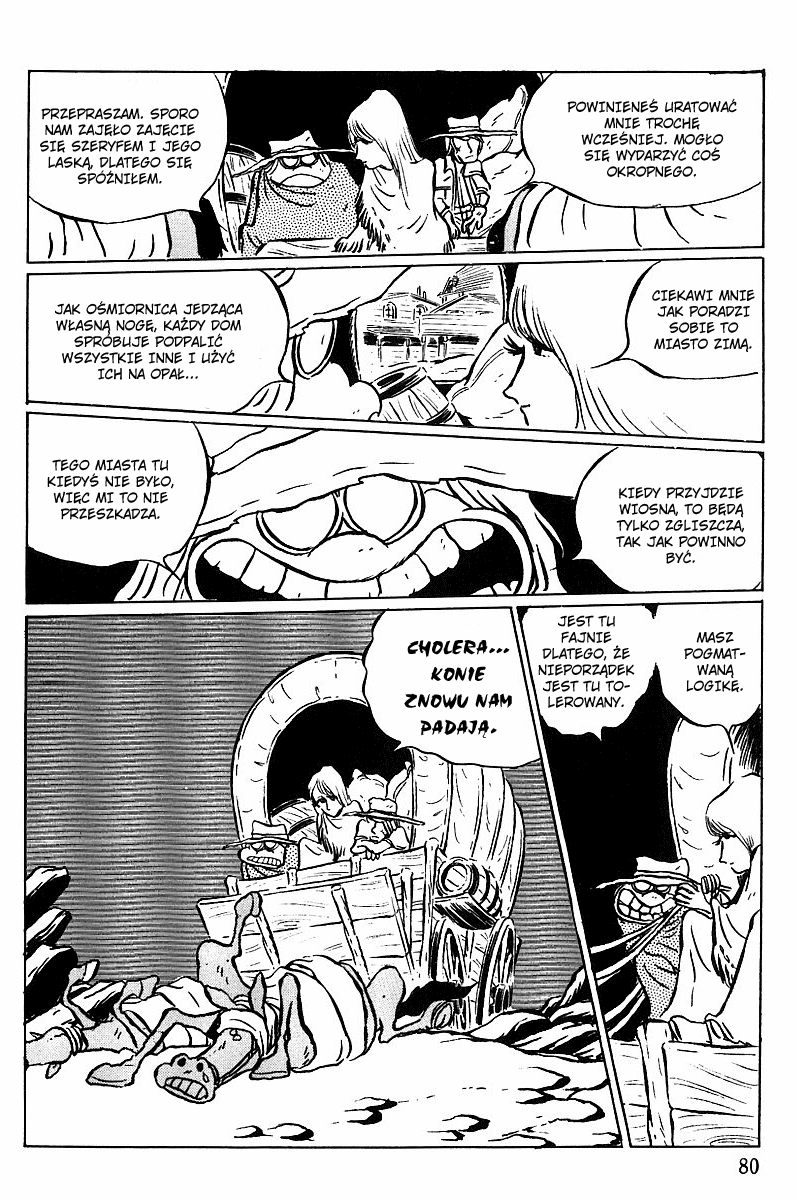 POWINIENEŚ URATOWAĆ
MNIE TROCHĘ
WCZEŚNIEJ. MOGŁO
SIĘ WYDARZYĆ COŚ
OKROPNEGO.
PRZEPRASZAM. SPORO
NAM ZAJĘŁO ZAJĘCIE
SIĘ SZERYFEM I JEGO
LASKĄ, DLATEGO SIĘ
SPÓŹNIŁEM.
CIEKAWI MNIE
JAK PORADZI
SOBIE TO
MIASTO ZIMĄ.
JAK OŚMIORNICA JEDZĄCA
WŁASNĄ NOGĘ, KAŻDY DOM
SPRÓBUJE PODPALIĆ
WSZYSTKIE INNE I UŻYĆ
ICH NA OPAŁ...
KIEDY PRZYJDZIE
WIOSNA, TO BĘDĄ
TYLKO ZGLISZCZA,
TAK JAK POWINNO
BYĆ.
TEGO MIASTA TU
KIEDYŚ NIE BYŁO,
WIĘC MI TO NIE
PRZESZKADZA.
MASZ
POGMAT-
WANĄ
LOGIKĘ.
JEST TU
FAJNIE
DLATEGO, ŻE
NIEPORZĄDEK
JEST TU TO-
LEROWANY.
CHOLERA...
KONIE
ZNOWU NAM
PADAJĄ.
80